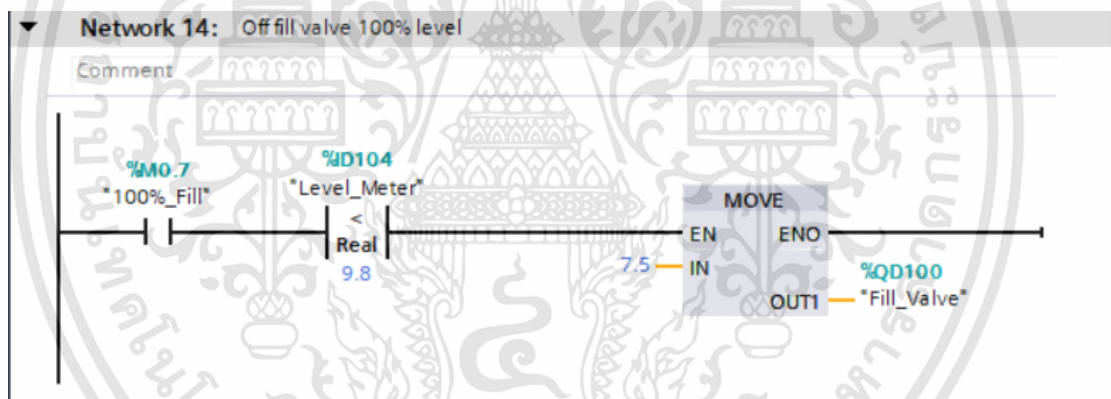 Network 14: Off fill valve 100% level
Comment
%M0.7
"100%_Fill"
%ID104
"Level_Meter"
<
Real
9.8
MOVE
EN ENO
7.5 IN
%QD100
OUT1 "Fill_Valve"